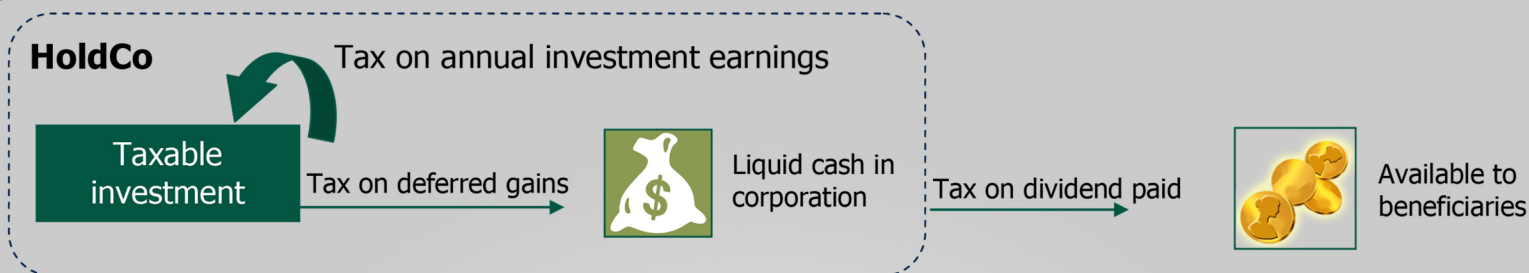 HoldCo
Tax on annual investment earnings
Taxable
investment
Tax on deferred gains
$
Liquid cash in
corporation
Tax on dividend paid
Available to
beneficiaries